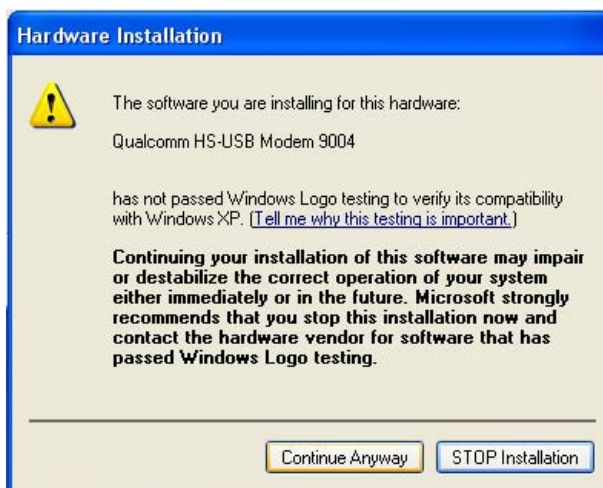 Hardware Installation
The software you are installing for this hardware:
Qualcomm HS-USB Modem 9004
has not passed Windows Logo testing to verify its compatibility
with Windows XP. (Tell me why this testing is important.)
Continuing your installation of this software may impair
or destabilize the correct operation of your system
either immediately or in the future. Microsoft strongly
recommends that you stop this installation now and
contact the hardware vendor for software that has
passed Windows Logo testing.
Continue Anyway STOP Installation